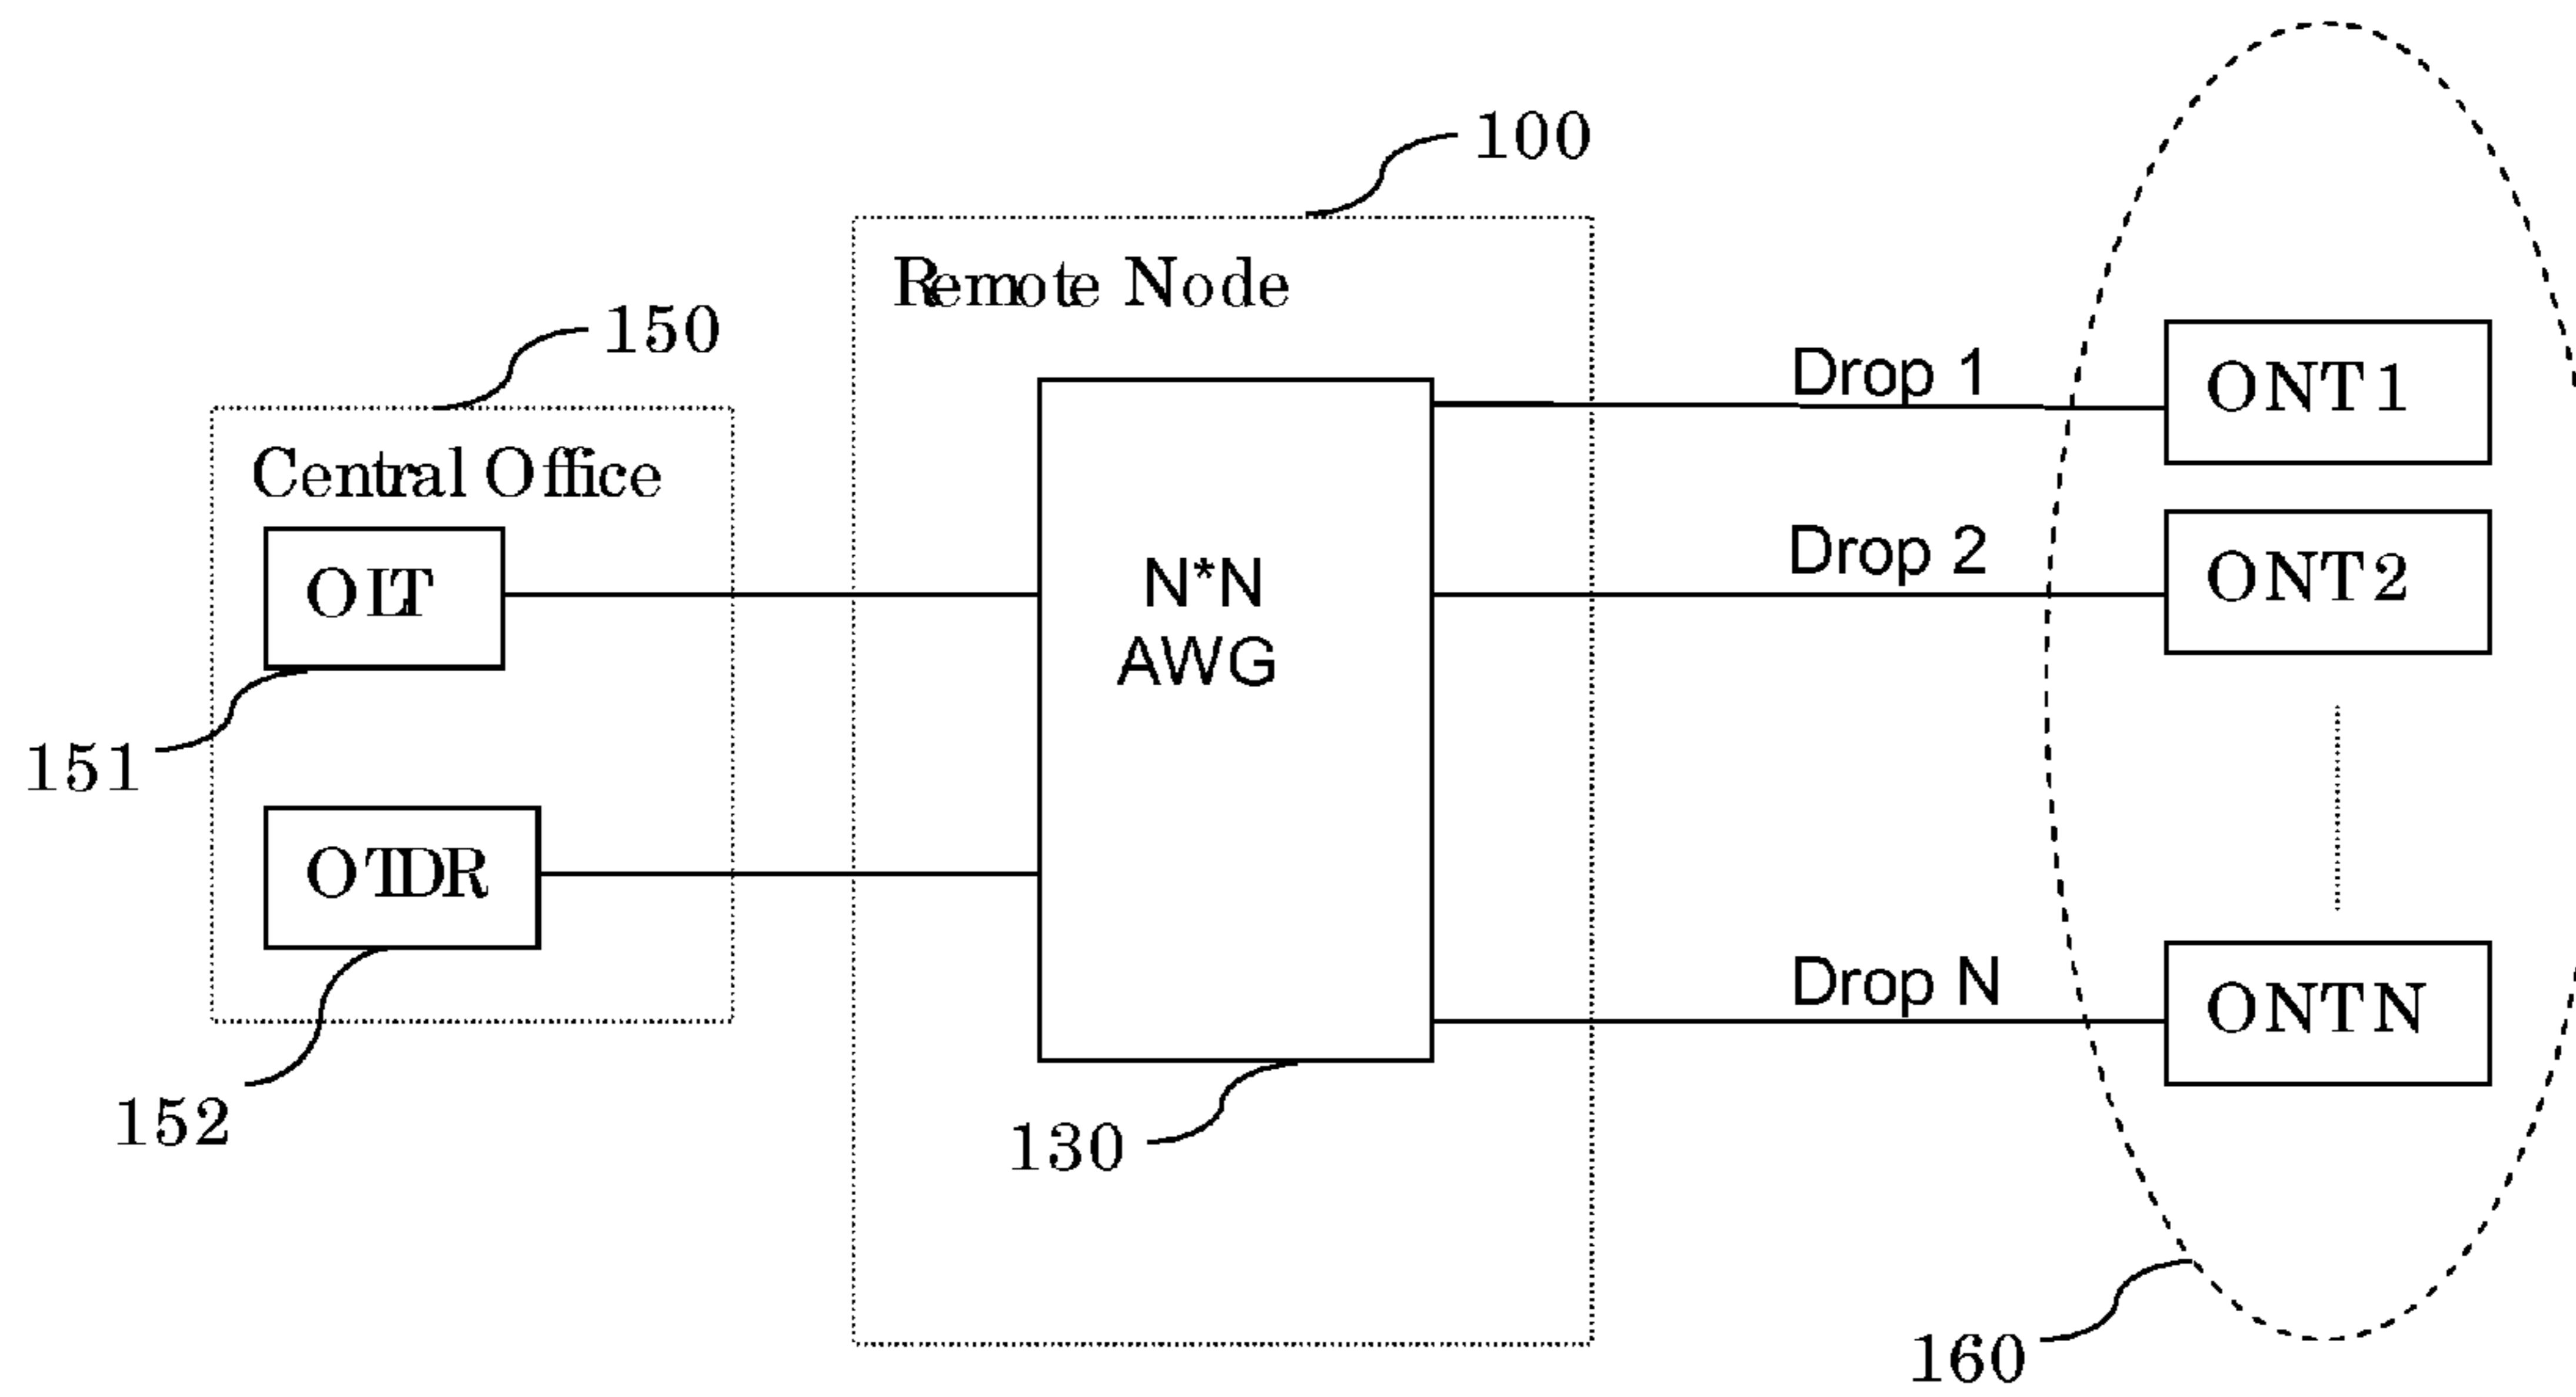 100
Remote Node
150
Central Office
OLT
151
OTDR
152
N*N
AWG
130
Drop 1
ONT1
Drop 2
ONT2
Drop N
ONTN
160